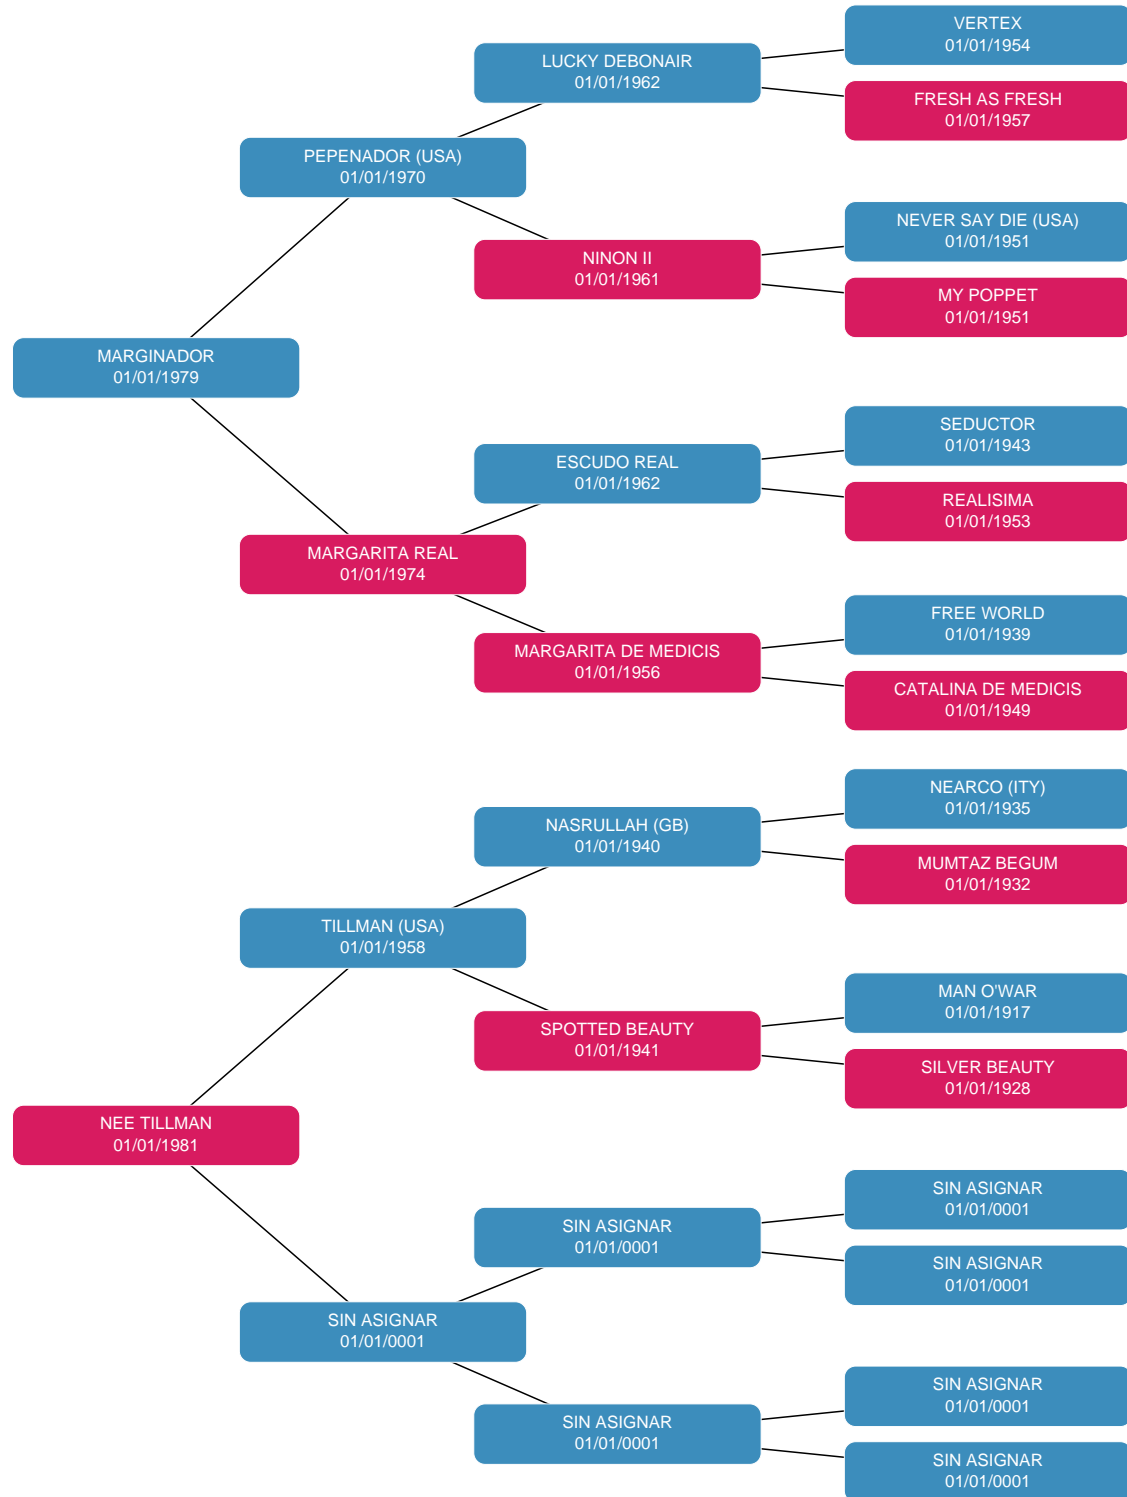 VERTEX
01/01/1954
LUCKY DEBONAIR
01/01/1962
FRESH AS FRESH
01/01/1957
PEPENADOR (USA)
01/01/1970
NEVER SAY DIE (USA)
01/01/1951
NINON II
01/01/1961
MY POPPET
01/01/1951
MARGINADOR
01/01/1979
SEDUCTOR
01/01/1943
ESCUDO REAL
01/01/1962
REALISIMA
01/01/1953
MARGARITA REAL
01/01/1974
FREE WORLD
01/01/1939
MARGARITA DE MEDICIS
01/01/1956
CATALINA DE MEDICIS
01/01/1949
NEARCO (ITY)
01/01/1935
NASRULLAH (GB)
01/01/1940
MUMTAZ BEGUM
01/01/1932
TILLMAN (USA)
01/01/1958
MAN O'WAR
01/01/1917
SPOTTED BEAUTY
01/01/1941
SILVER BEAUTY
01/01/1928
NEE TILLMAN
01/01/1981
SIN ASIGNAR
01/01/0001
SIN ASIGNAR
01/01/0001
SIN ASIGNAR
01/01/0001
SIN ASIGNAR
01/01/0001
SIN ASIGNAR
01/01/0001
SIN ASIGNAR
01/01/0001
SIN ASIGNAR
01/01/0001